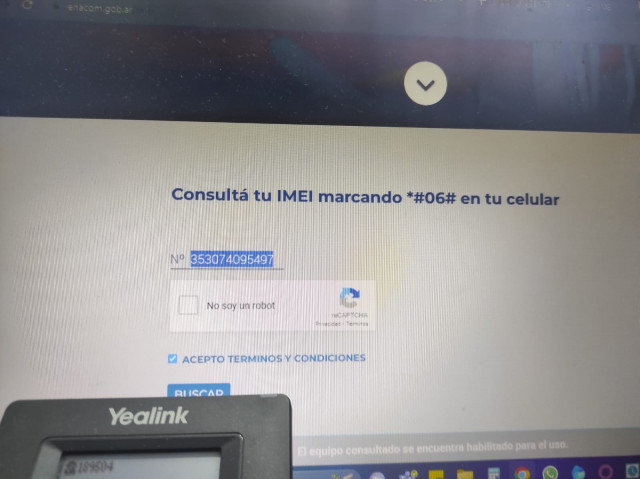 enacom.gob.ar
Consultá tu IMEI marcando *#06# en tu celular
Nº 353074095497
No soy un robot
reCAPTCHA
Privacidad - Términos
ACEPTO TERMINOS Y CONDICIONES
BUSCAR
Yealink
El equipo consultado se encuentra habilitado para el uso.
189604